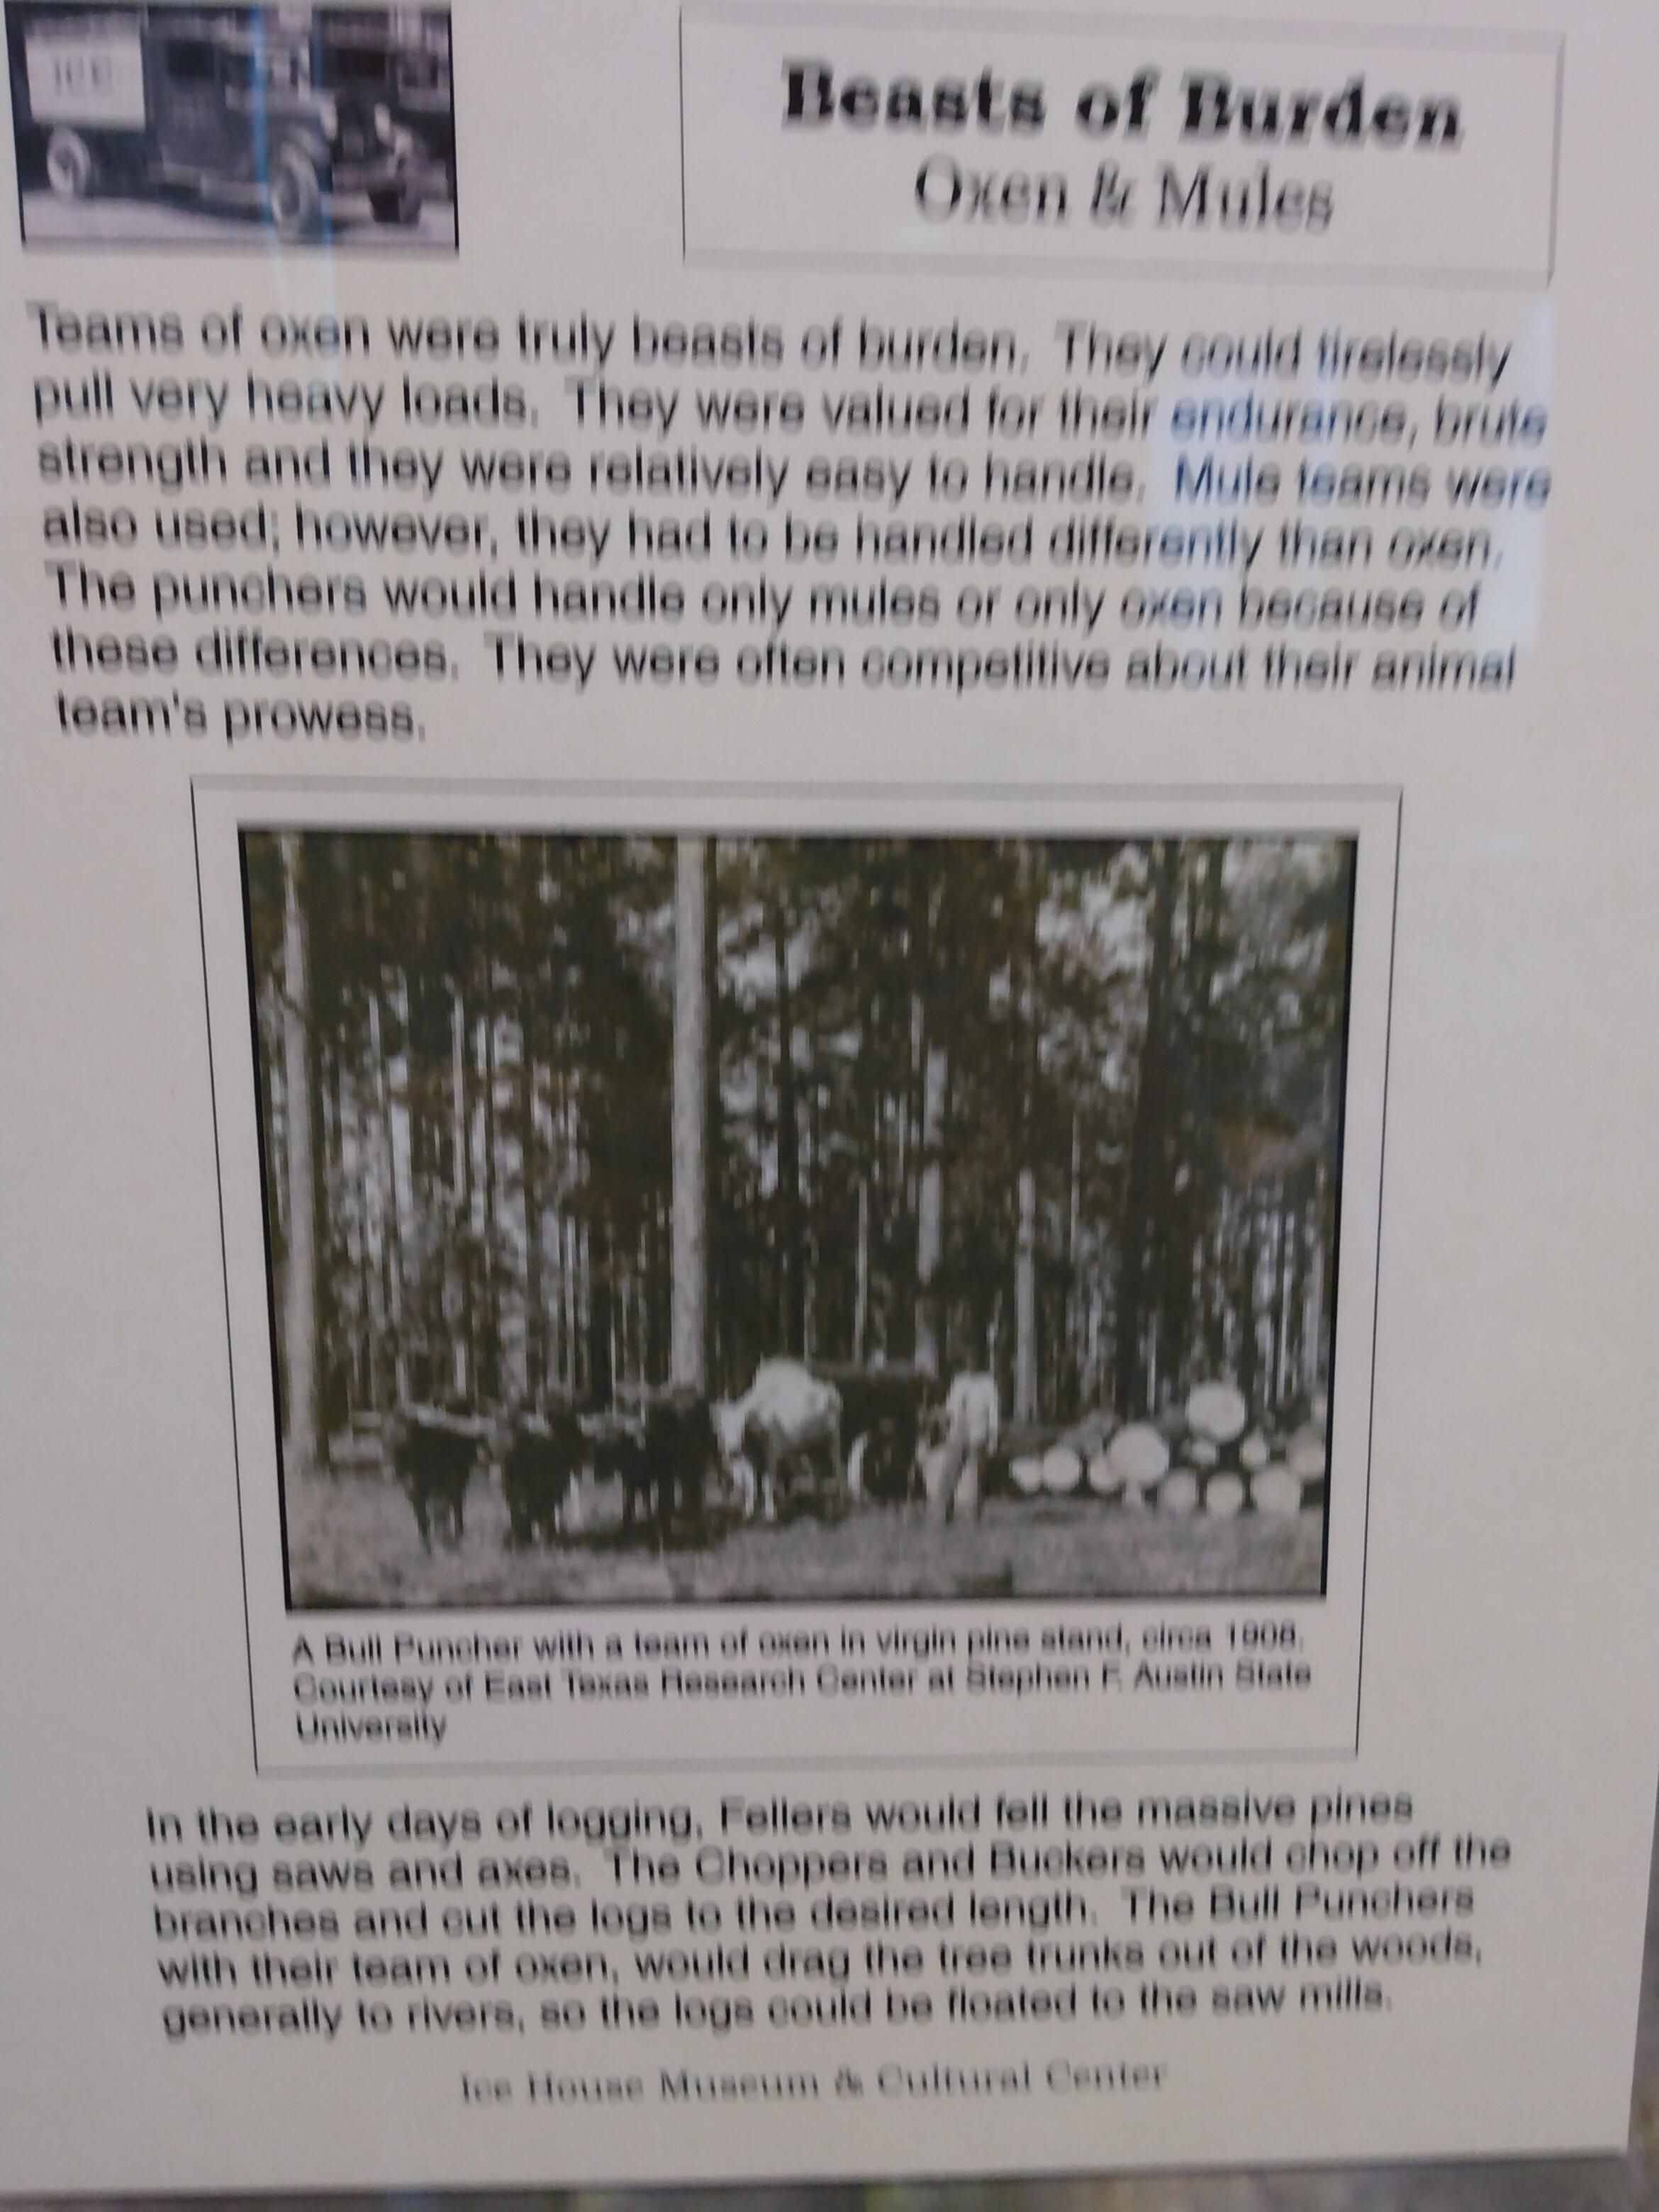 ICE
Beasts of Burden
Oxen & Mules
Teams of oxen were truly beasts of burden. They could tirelessly
pull very heavy loads. They were valued for their endurance, brute
strength and they were relatively easy to handle. Mule teams were
also used; however, they had to be handled differently than oxen.
The punchers would handle only mules or only oxen because of
these differences. They were often competitive about their animal
team's prowess.
A Bull Puncher with a team of oxen in virgin pine stand, circa 1908.
Courtesy of East Texas Research Center at Stephen F. Austin State
University
In the early days of logging, Fellers would fell the massive pines
using saws and axes. The Choppers and Buckers would chop off the
branches and cut the logs to the desired length. The Bull Punchers
with their team of oxen, would drag the tree trunks out of the woods,
generally to rivers, so the logs could be floated to the saw mills.
Ice House Museum & Cultural Center